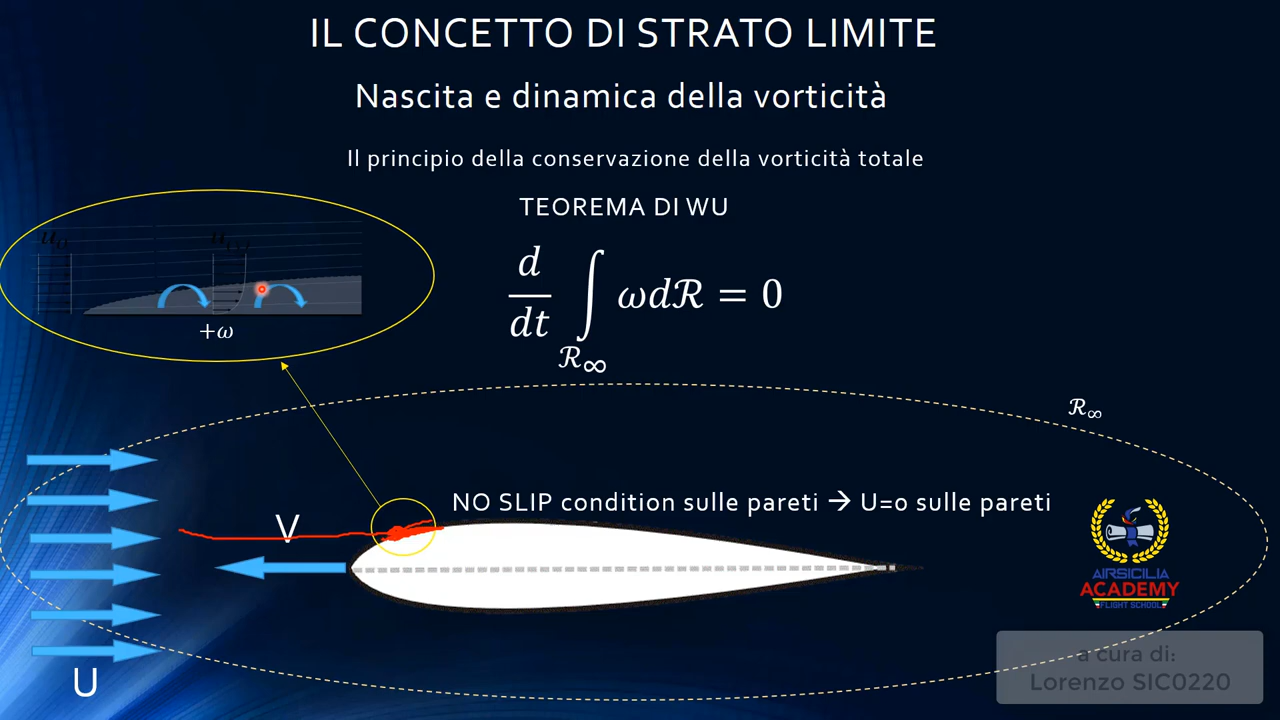 IL CONCETTO DI STRATO LIMITE
Nascita e dinamica della vorticità
Il principio della conservazione della vorticità totale
TEOREMA DI WU
d/dt ∫ ωdℛ = 0
ℛ∞
+ω
ℛ∞
NO SLIP condition sulle pareti → U=o sulle pareti
V
U
AIRSICILIA
ACADEMY
FLIGHT SCHOOL
a cura di:
Lorenzo SIC0220